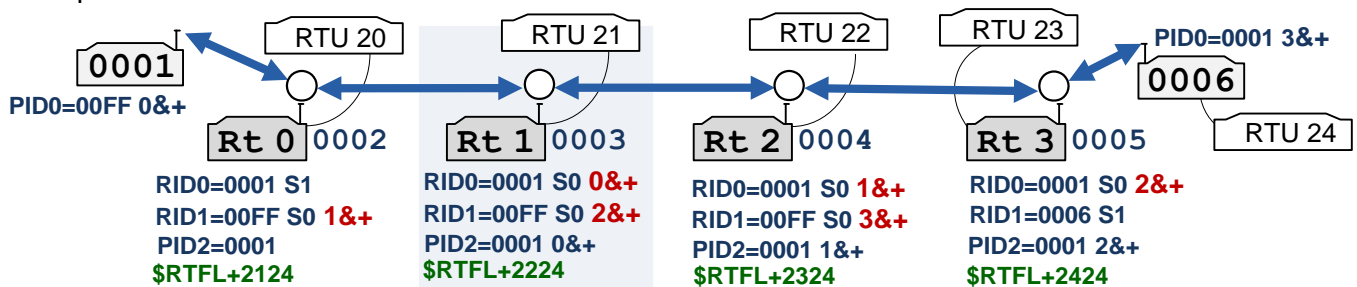 RTU 20
RTU 21
RTU 22
RTU 23
PID0=0001 3&+
0001
0006
PID0=00FF 0&+
RTU 24
Rt 0 0002
Rt 1 0003
Rt 2 0004
Rt 3 0005
RID0=0001 S1
RID1=00FF S0 1&+
PID2=0001
$RTFL+2124
RID0=0001 S0 0&+
RID1=00FF S0 2&+
PID2=0001 0&+
$RTFL+2224
RID0=0001 S0 1&+
RID1=00FF S0 3&+
PID2=0001 1&+
$RTFL+2324
RID0=0001 S0 2&+
RID1=0006 S1
PID2=0001 2&+
$RTFL+2424